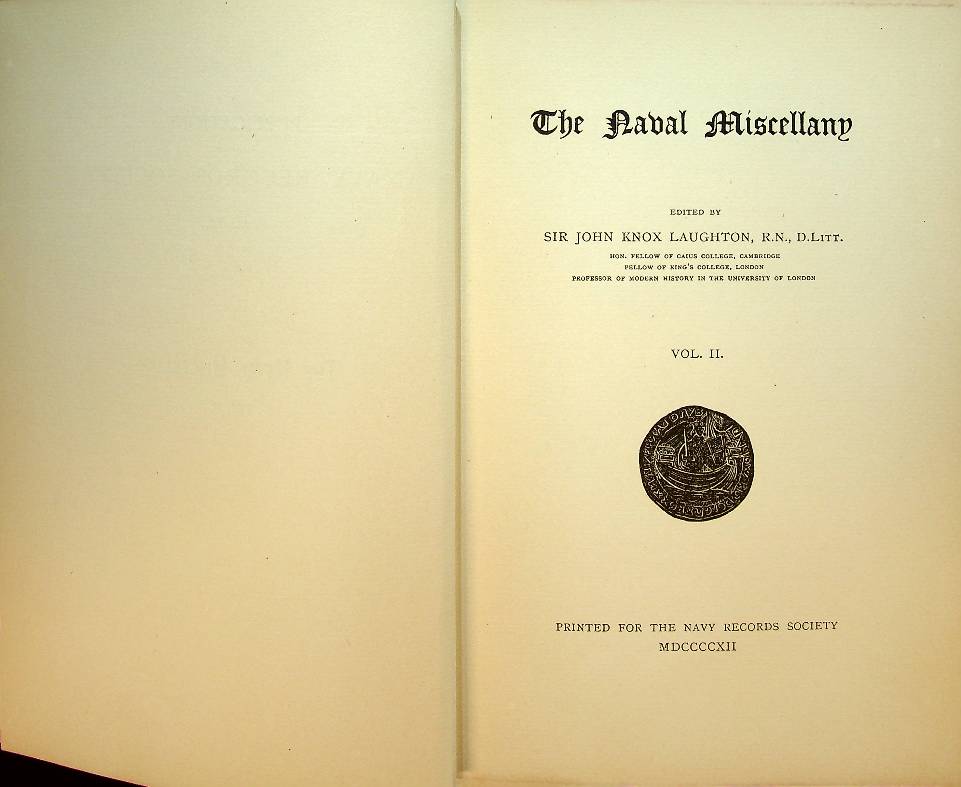 The Naval Miscellany
EDITED BY
SIR JOHN KNOX LAUGHTON, R.N., D.LITT.
HON. FELLOW OF CAIUS COLLEGE, CAMBRIDGE
FELLOW OF KING'S COLLEGE, LONDON
PROFESSOR OF MODERN HISTORY IN THE UNIVERSITY OF LONDON
VOL. II.
PRINTED FOR THE NAVY RECORDS SOCIETY
MDCCCCXII